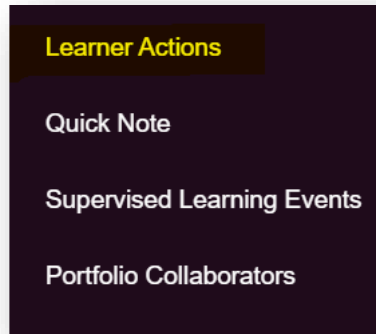 Learner Actions
Quick Note
Supervised Learning Events
Portfolio Collaborators